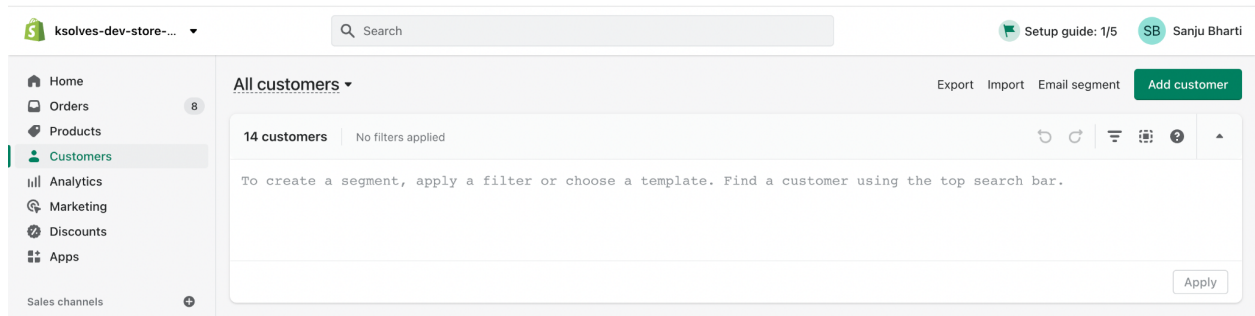 ksolves-dev-store-...
Search
Setup guide: 1/5
SB
Sanju Bharti
Home
Orders 8
Products
Customers
Analytics
Marketing
Discounts
Apps
Sales channels
All customers
Export Import Email segment Add customer
14 customers No filters applied
To create a segment, apply a filter or choose a template. Find a customer using the top search bar.
Apply